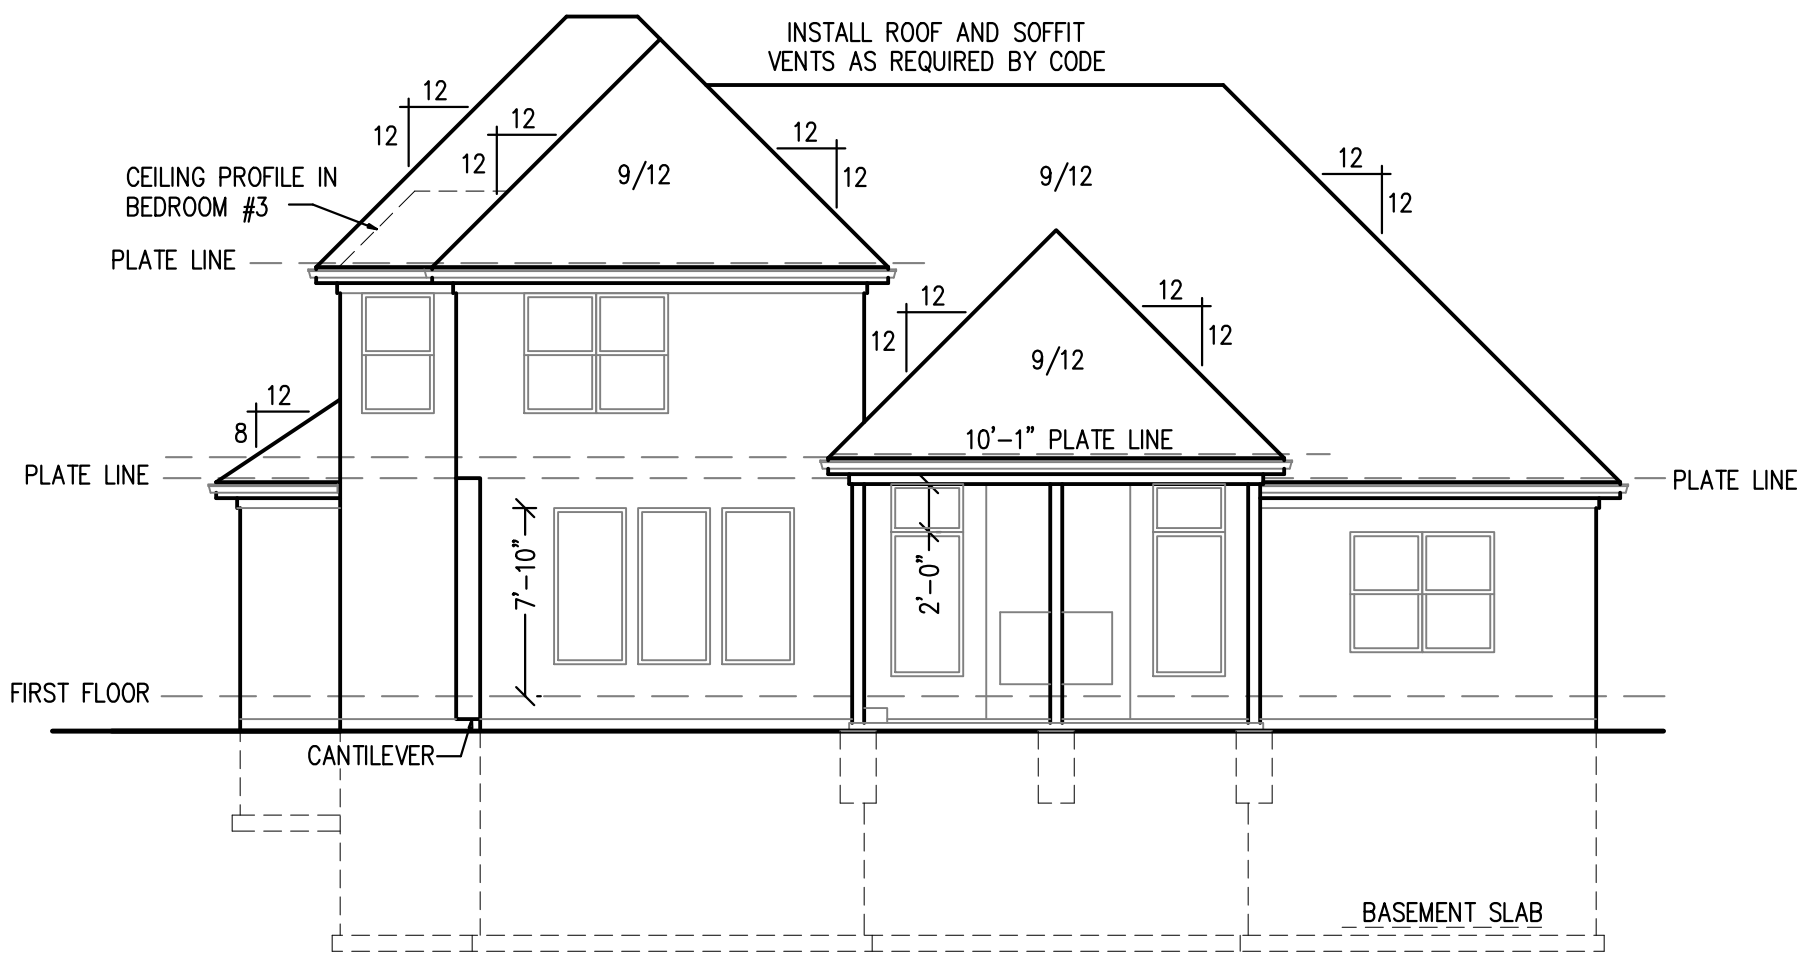 INSTALL ROOF AND SOFFIT
VENTS AS REQUIRED BY CODE
12
12
12
12
12
12
9/12
9/12
12
12
CEILING PROFILE IN
BEDROOM #3
PLATE LINE
12
12
12
12
9/12
12
8
10'-1" PLATE LINE
PLATE LINE
PLATE LINE
7'-10"
2'-0"
FIRST FLOOR
CANTILEVER
BASEMENT SLAB